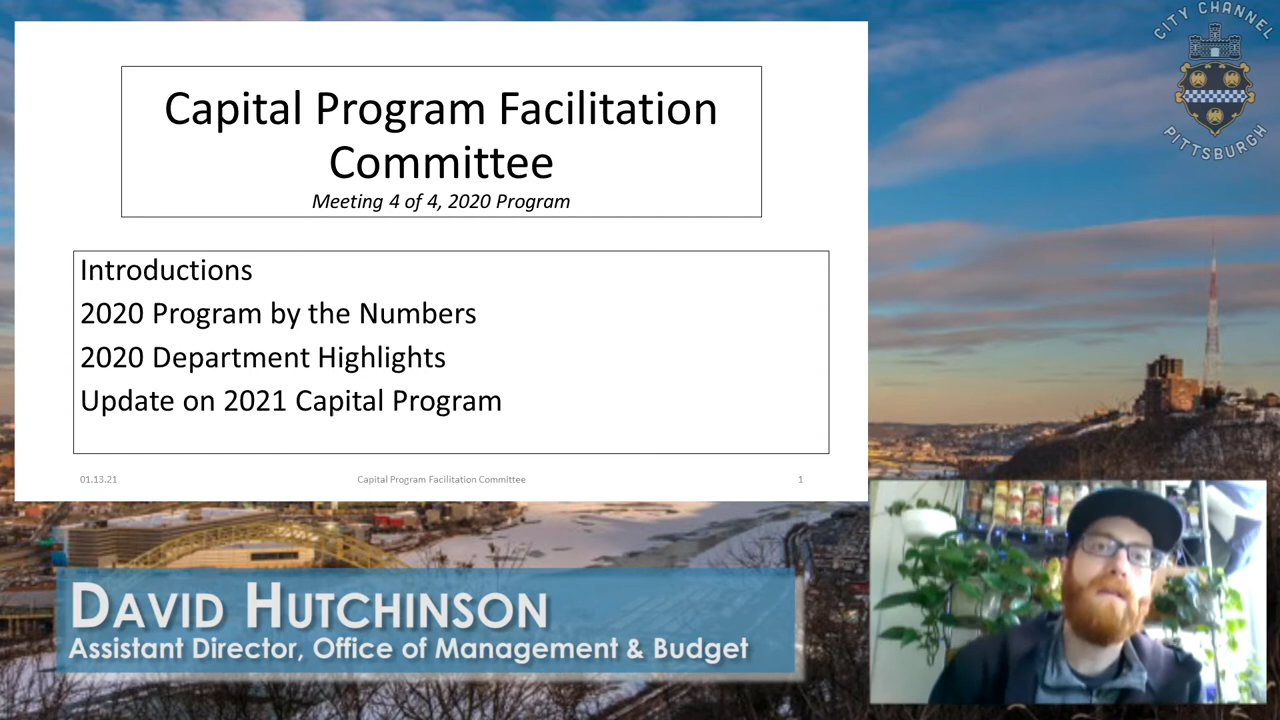 CITY CHANNEL
PITTSBURGH
Capital Program Facilitation
Committee
Meeting 4 of 4, 2020 Program
Introductions
2020 Program by the Numbers
2020 Department Highlights
Update on 2021 Capital Program
01.13.21
Capital Program Facilitation Committee
1
David Hutchinson
Assistant Director, Office of Management & Budget